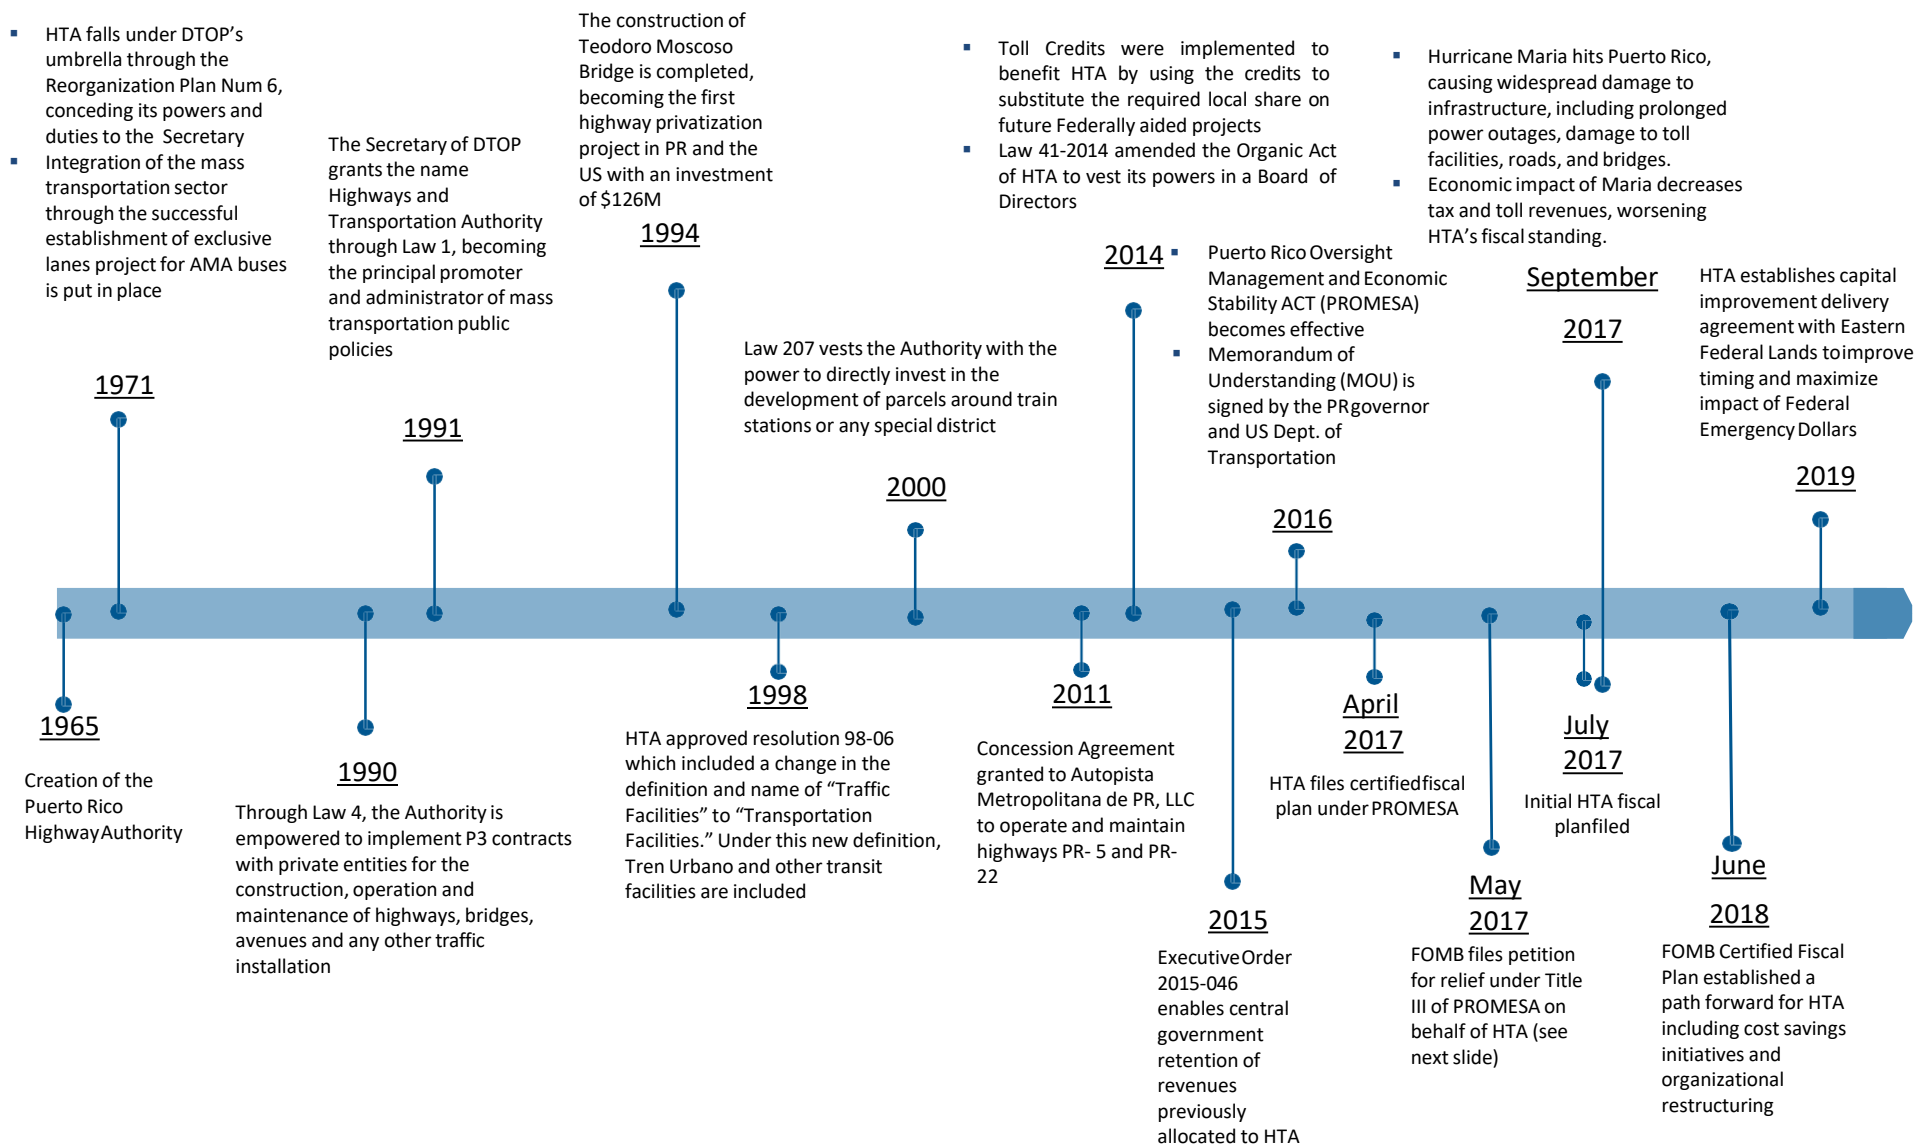 ▪ HTA falls under DTOP's
umbrella through the
Reorganization Plan Num 6,
conceding its powers and
duties to the Secretary
▪ Integration of the mass
transportation sector
through the successful
establishment of exclusive
lanes project for AMA buses
is put in place
1971
The Secretary of DTOP
grants the name
Highways and
Transportation Authority
through Law 1, becoming
the principal promoter
and administrator of mass
transportation public
policies
1991
The construction of
Teodoro Moscoso
Bridge is completed,
becoming the first
highway privatization
project in PR and the
US with an investment
of $126M
1994
Law 207 vests the Authority with the
power to directly invest in the
development of parcels around train
stations or any special district
2000
▪ Toll Credits were implemented to
benefit HTA by using the credits to
substitute the required local share on
future Federally aided projects
▪ Law 41-2014 amended the Organic Act
of HTA to vest its powers in a Board of
Directors
2014
▪ Puerto Rico Oversight
Management and Economic
Stability ACT (PROMESA)
becomes effective
▪ Memorandum of
Understanding (MOU) is
signed by the PR governor
and US Dept. of
Transportation
2016
▪ Hurricane Maria hits Puerto Rico,
causing widespread damage to
infrastructure, including prolonged
power outages, damage to toll
facilities, roads, and bridges.
▪ Economic impact of Maria decreases
tax and toll revenues, worsening
HTA's fiscal standing.
September
2017
HTA establishes capital
improvement delivery
agreement with Eastern
Federal Lands to improve
timing and maximize
impact of Federal
Emergency Dollars
2019
1965
Creation of the
Puerto Rico
Highway Authority
1990
Through Law 4, the Authority is
empowered to implement P3 contracts
with private entities for the
construction, operation and
maintenance of highways, bridges,
avenues and any other traffic
installation
1998
HTA approved resolution 98-06
which included a change in the
definition and name of “Traffic
Facilities” to “Transportation
Facilities.” Under this new definition,
Tren Urbano and other transit
facilities are included
2011
Concession Agreement
granted to Autopista
Metropolitana de PR, LLC
to operate and maintain
highways PR- 5 and PR-
22
2015
Executive Order
2015-046
enables central
government
retention of
revenues
previously
allocated to HTA
April
2017
HTA files certified fiscal
plan under PROMESA
May
2017
FOMB files petition
for relief under Title
III of PROMESA on
behalf of HTA (see
next slide)
July
2017
Initial HTA fiscal
plan filed
June
2018
FOMB Certified Fiscal
Plan established a
path forward for HTA
including cost savings
initiatives and
organizational
restructuring